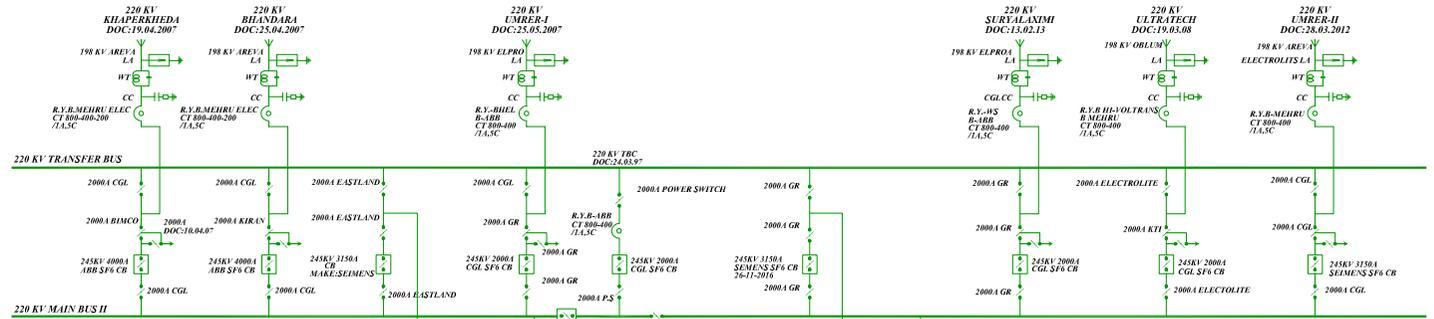 220 KV
KHAPERKHEDA
DOC:19.04.2007
220 KV
BHANDARA
DOC:25.04.2007
220 KV
UMRER-I
DOC:25.05.2007
220 KV
SURYALAXIMI
DOC:13.02.13
220 KV
ULTRATECH
DOC:19.03.08
220 KV
UMRER-II
DOC:28.03.2012
198 KV AREVA
LA
WT
CC
R.Y.B.MEHRU ELEC
CT 800-400-200
/1A,5C
198 KV AREVA
LA
WT
CC
R.Y.B.MEHRU ELEC
CT 800-400-200
/1A,5C
198 KV ELPRO
LA
WT
CC
R.Y.-BHEL
B-ABB
CT 800-400
/1A,5C
198 KV ELPROA
LA
WT
CGLCC
R.Y.-WS
B-ABB
CT 800-400
/1A,5C
198 KV OBLUM
LA
WT
CC
R.Y.B HI-VOLTRANS
B MEHRU
CT 800-400
/1A,5C
198 KV AREVA
ELECTROLITS LA
WT
CC
R.Y.B-MEHRU
CT 800-400
/1A,5C
220 KV TRANSFER BUS
220 KV TBC
DOC:24.03.97
2000A CGL
2000A BIMCO
2000A
DOC:10.04.07
245KV 4000A
ABB SF6 CB
2000A CGL
2000A CGL
2000A KIRAN
245KV 4000A
ABB SF6 CB
2000A CGL
2000A EASTLAND
2000A EASTLAND
245KV 3150A
CB
MAKE:SEIMENS
2000A EASTLAND
2000A CGL
2000A GR
2000A GR
245KV 2000A
CGL SF6 CB
2000A GR
2000A POWER SWITCH
R.Y.B-ABB
CT 800-400
/1A,5C
245KV 2000A
CGL SF6 CB
2000A P.S
2000A GR
2000A GR
245KV 3150A
SEMENS SF6 CB
26-11-2016
2000A GR
2000A GR
2000A GR
245KV 2000A
CGL SF6 CB
2000A GR
2000A ELECTROLITE
2000A KTI
245KV 2000A
CGL SF6 CB
2000A ELECTOLITE
2000A CGL
2000A CGL
245KV 3150A
SEIMENS SF6 CB
2000A CGL
220 KV MAIN BUS II